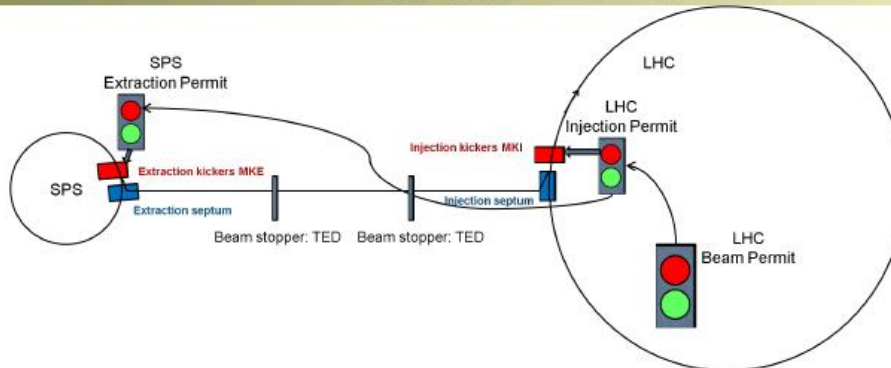 SPS
Extraction Permit
LHC
LHC
Injection Permit
Injection kickers MKI
Extraction kickers MKE
SPS
Extraction septum
Injection septum
Beam stopper: TED
Beam stopper: TED
LHC
Beam Permit